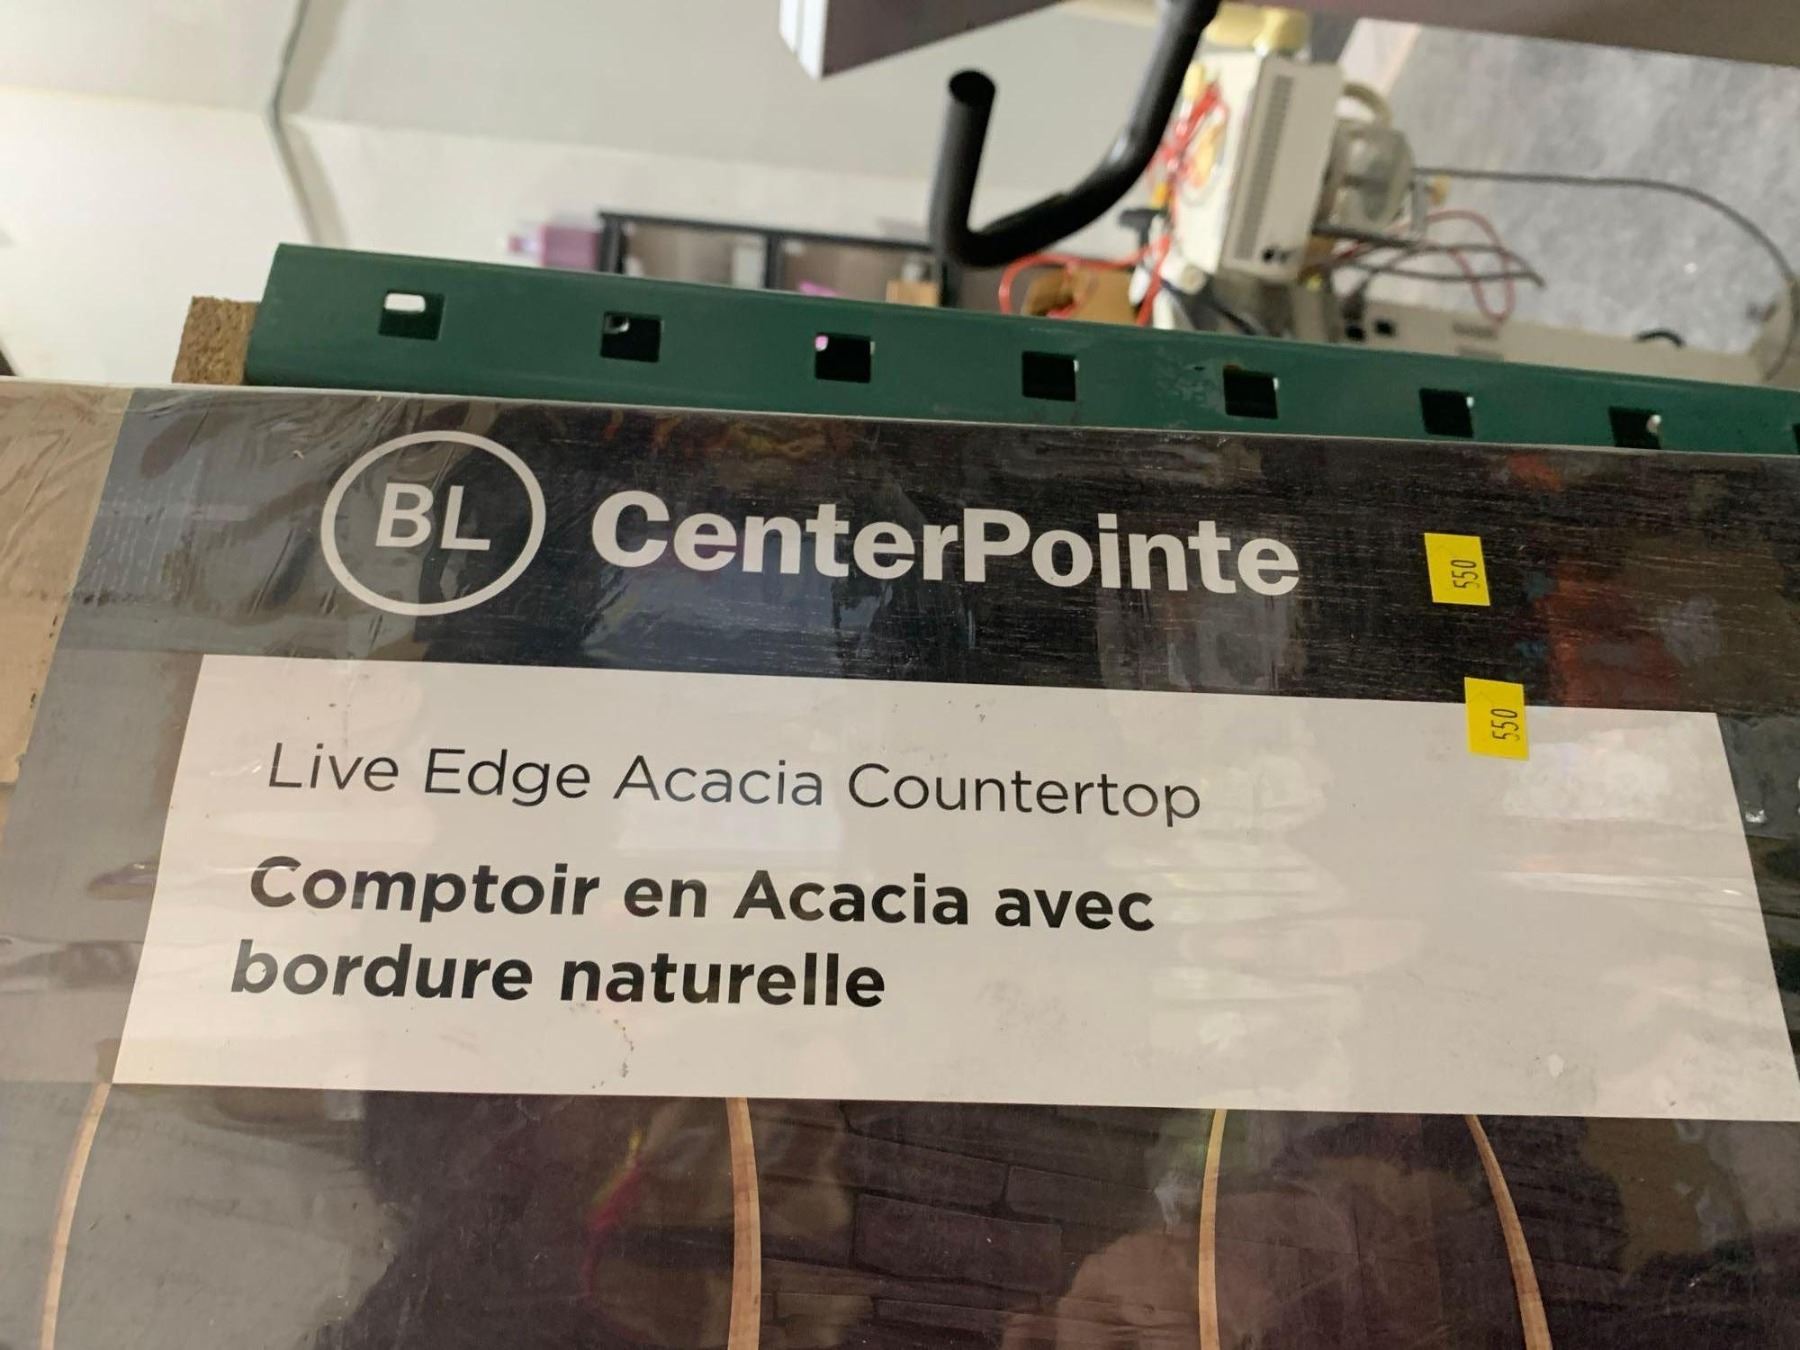 BL CenterPointe
550
550
Live Edge Acacia Countertop
Comptoir en Acacia avec
bordure naturelle